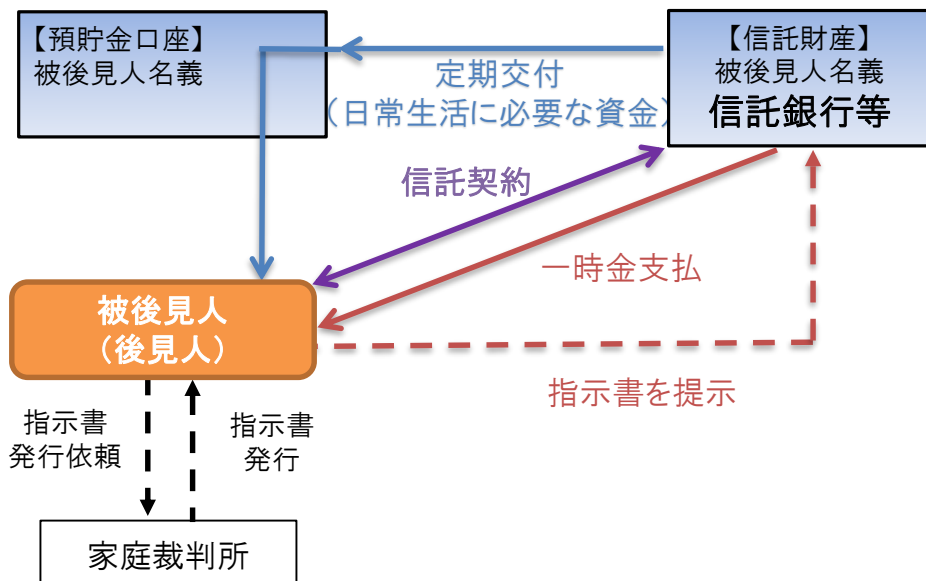 【預貯金口座】
被後見人名義
【信託財産】
被後見人名義
信託銀行等
定期交付
（日常生活に必要な資金）
信託契約
一時金支払
被後見人
（後見人）
指示書を提示
指示書
発行依頼
指示書
発行
家庭裁判所